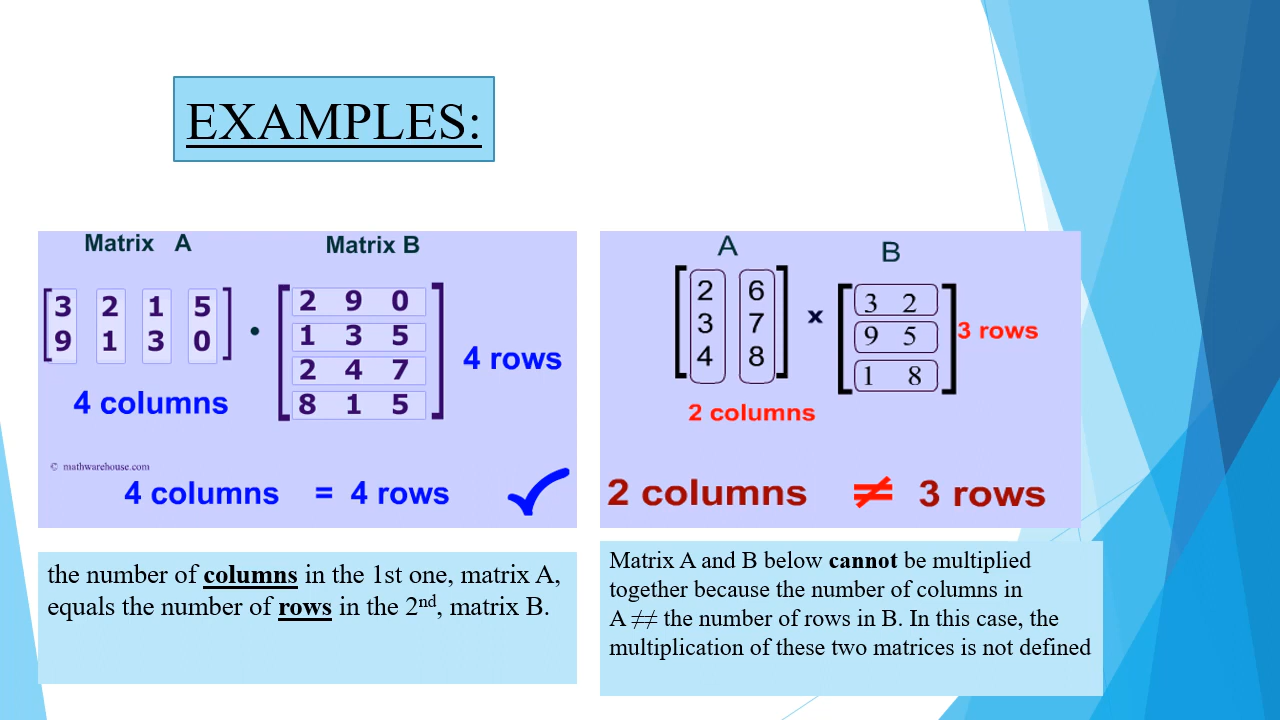 EXAMPLES:
Matrix A
3 2 1 5
9 1 3 0
4 columns
•
Matrix B
2 9 0
1 3 5
2 4 7
8 1 5
4 rows
© mathwarehouse.com
4 columns = 4 rows ✓
the number of columns in the 1st one, matrix A,
equals the number of rows in the 2nd, matrix B.
A
2 6
3 7
4 8
2 columns
x
B
3 2
9 5
1 8
3 rows
2 columns ≠ 3 rows
Matrix A and B below cannot be multiplied
together because the number of columns in
A ≠≠ the number of rows in B. In this case, the
multiplication of these two matrices is not defined